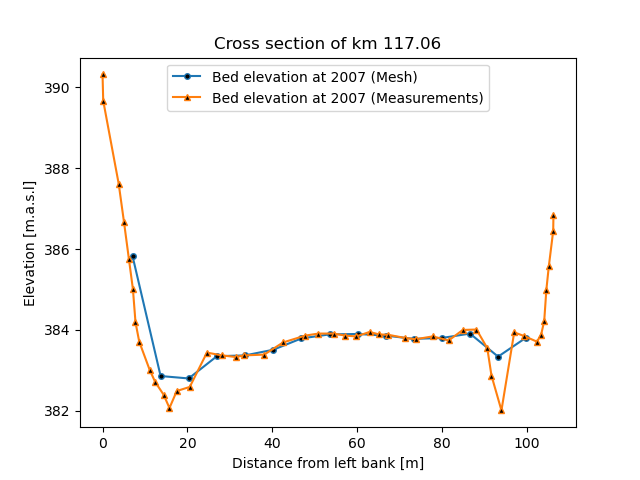 Cross section of km 117.06
Bed elevation at 2007 (Mesh)
Bed elevation at 2007 (Measurements)
Elevation [m.a.s.l]
390
388
386
384
382
0 20 40 60 80 100
Distance from left bank [m]